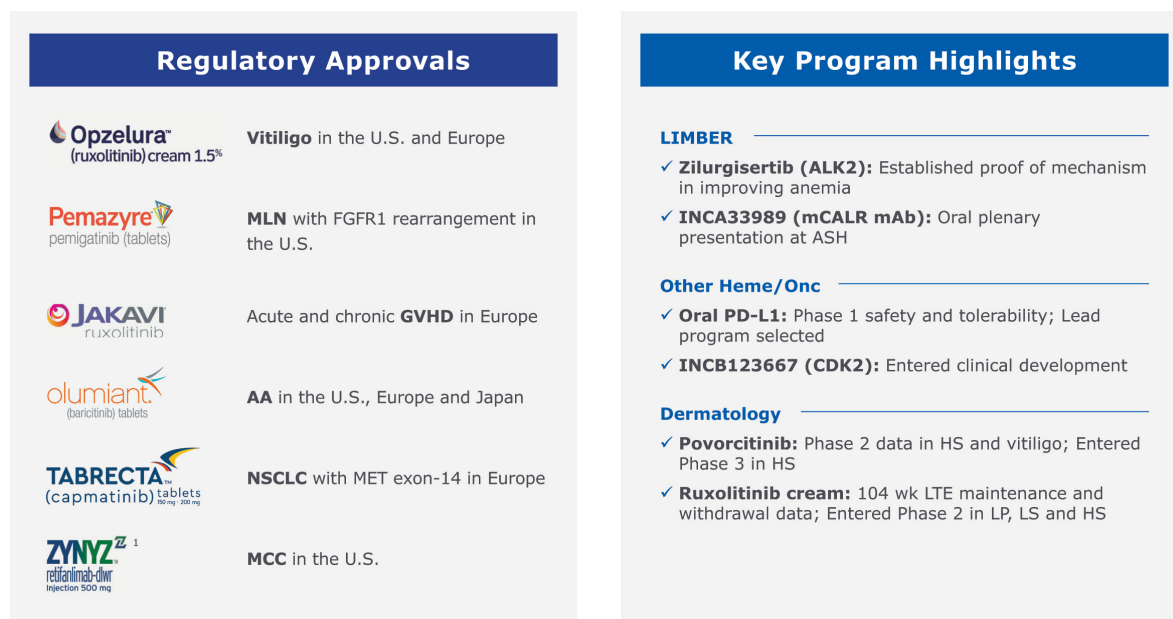 Regulatory Approvals
Opzelura™
(ruxolitinib) cream 1.5%
Vitiligo in the U.S. and Europe
Pemazyre®
pemigatinib (tablets)
MLN with FGFR1 rearrangement in
the U.S.
JAKAVI®
ruxolitinib
Acute and chronic GVHD in Europe
olumiant®
(baricitinib) tablets
AA in the U.S., Europe and Japan
TABRECTA™
(capmatinib) tablets
150 mg · 200 mg
NSCLC with MET exon-14 in Europe
ZYNYZ™ 1
retifanlimab-dlwr
Injection 500 mg
MCC in the U.S.
Key Program Highlights
LIMBER
✓ Zilurgisertib (ALK2): Established proof of mechanism
in improving anemia
✓ INCA33989 (mCALR mAb): Oral plenary
presentation at ASH
Other Heme/Onc
✓ Oral PD-L1: Phase 1 safety and tolerability; Lead
program selected
✓ INCB123667 (CDK2): Entered clinical development
Dermatology
✓ Povorcitinib: Phase 2 data in HS and vitiligo; Entered
Phase 3 in HS
✓ Ruxolitinib cream: 104 wk LTE maintenance and
withdrawal data; Entered Phase 2 in LP, LS and HS